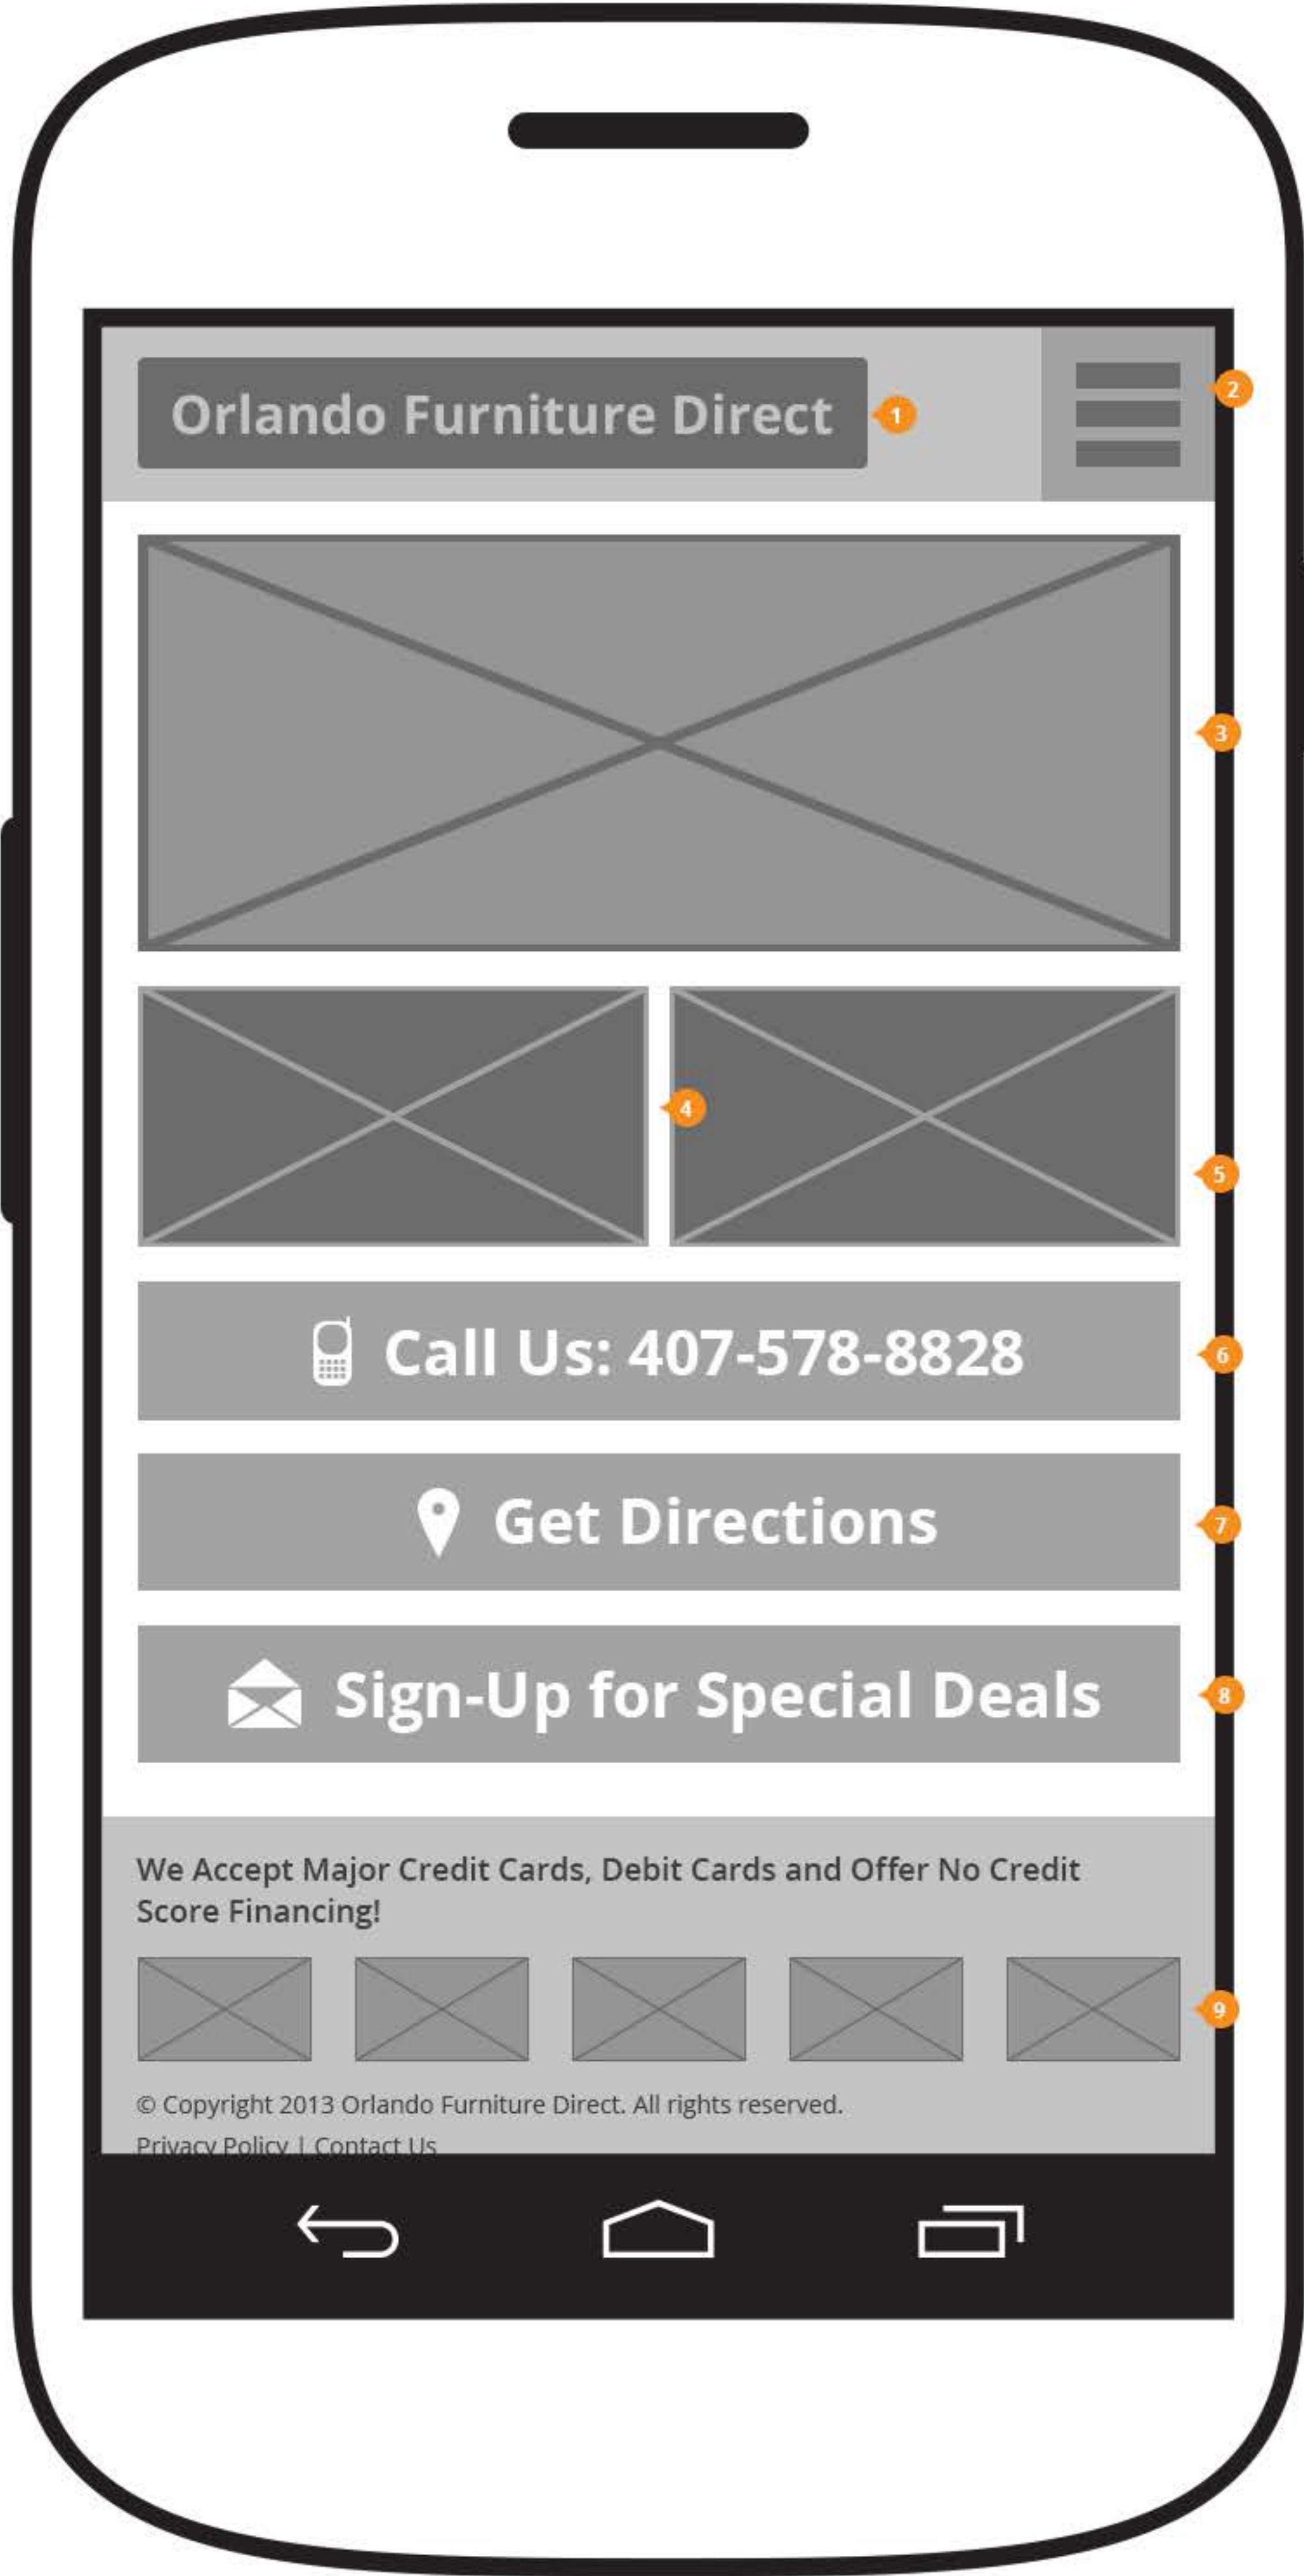 Orlando Furniture Direct
1
2
3
4
5
Call Us: 407-578-8828
6
Get Directions
7
Sign-Up for Special Deals
8
We Accept Major Credit Cards, Debit Cards and Offer No Credit
Score Financing!
9
© Copyright 2013 Orlando Furniture Direct. All rights reserved.
Privacy Policy | Contact Us